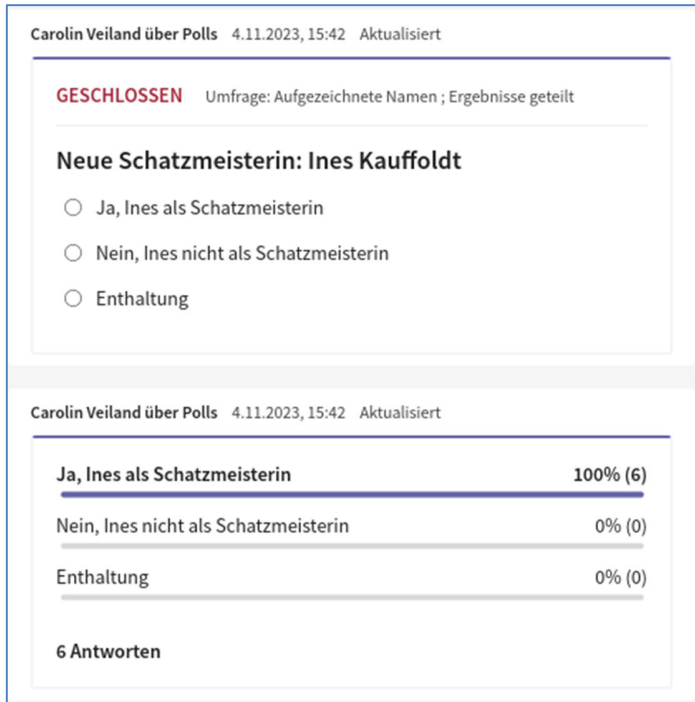 Carolin Veiland über Polls 4.11.2023, 15:42 Aktualisiert
GESCHLOSSEN Umfrage: Aufgezeichnete Namen ; Ergebnisse geteilt
Neue Schatzmeisterin: Ines Kauffoldt
Ja, Ines als Schatzmeisterin
Nein, Ines nicht als Schatzmeisterin
Enthaltung
Carolin Veiland über Polls 4.11.2023, 15:42 Aktualisiert
Ja, Ines als Schatzmeisterin 100% (6)
Nein, Ines nicht als Schatzmeisterin 0% (0)
Enthaltung 0% (0)
6 Antworten